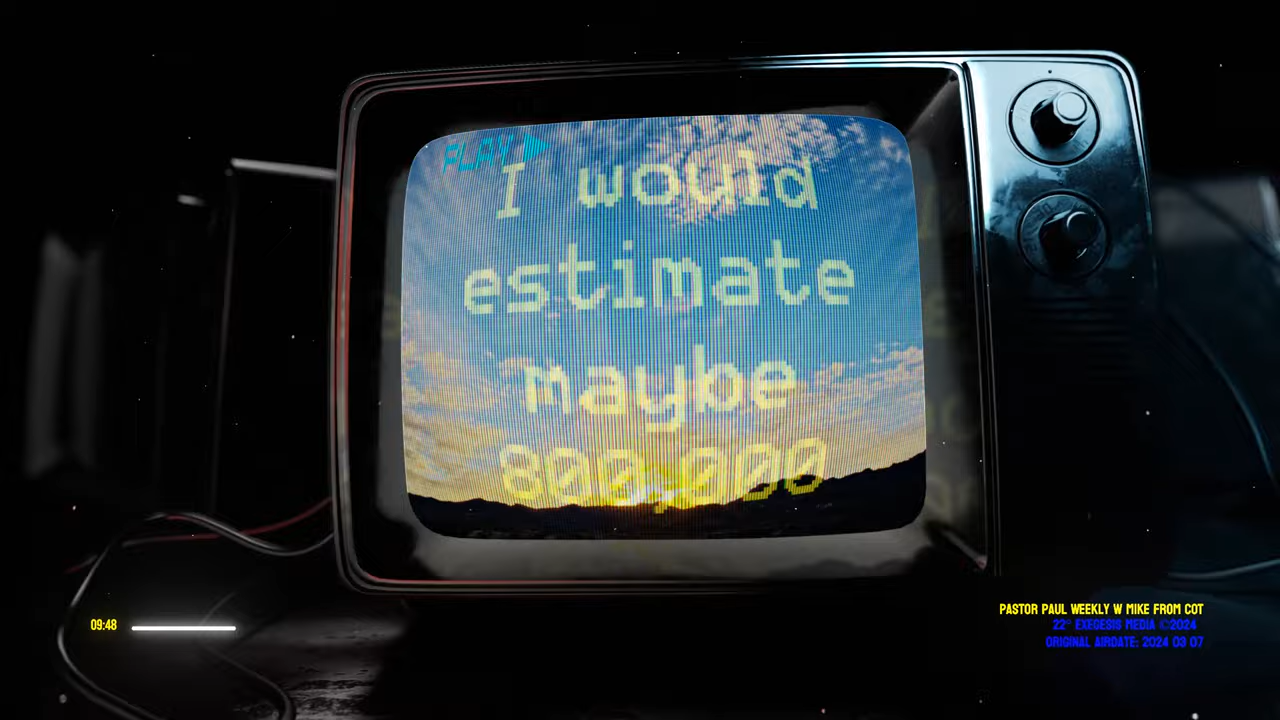 PLAY
I would
estimate
maybe
800,000
09:48
PASTOR PAUL WEEKLY W MIKE FROM COT
22° EXEGESIS MEDIA ©2024
ORIGINAL AIRDATE: 2024 03 07